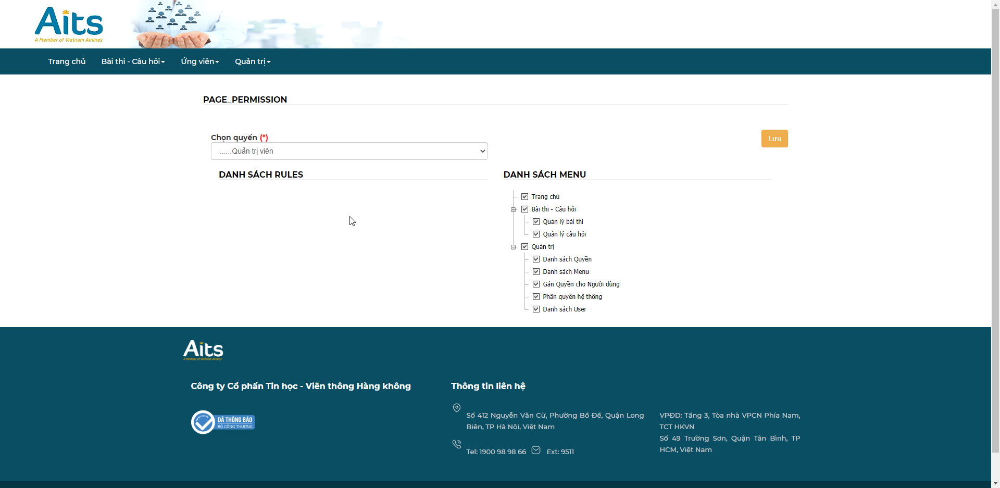 Aits
A Member of Vietnam Airlines
Trang chủ
Bài thi - Câu hỏi
Ứng viên
Quản trị
PAGE_PERMISSION
Chọn quyền (*)
......Quản trị viên
Lưu
DANH SÁCH RULES
DANH SÁCH MENU
Trang chủ
Bài thi - Câu hỏi
Quản lý bài thi
Quản lý câu hỏi
Quản trị
Danh sách Quyền
Danh sách Menu
Gán Quyền cho Người dùng
Phân quyền hệ thống
Danh sách User
Aits
A Member of Vietnam Airlines
Công ty Cổ phần Tin học - Viễn thông Hàng không
ĐÃ THÔNG BÁO
BỘ CÔNG THƯƠNG
Thông tin liên hệ
Số 412 Nguyễn Văn Cừ, Phường Bồ Đề, Quận Long
Biên, TP Hà Nội, Việt Nam
Tel: 1900 98 98 66
Ext: 9511
VPĐD: Tầng 3, Tòa nhà VPCN Phía Nam,
TCT HKVN
Số 49 Trường Sơn, Quận Tân Bình, TP
HCM, Việt Nam